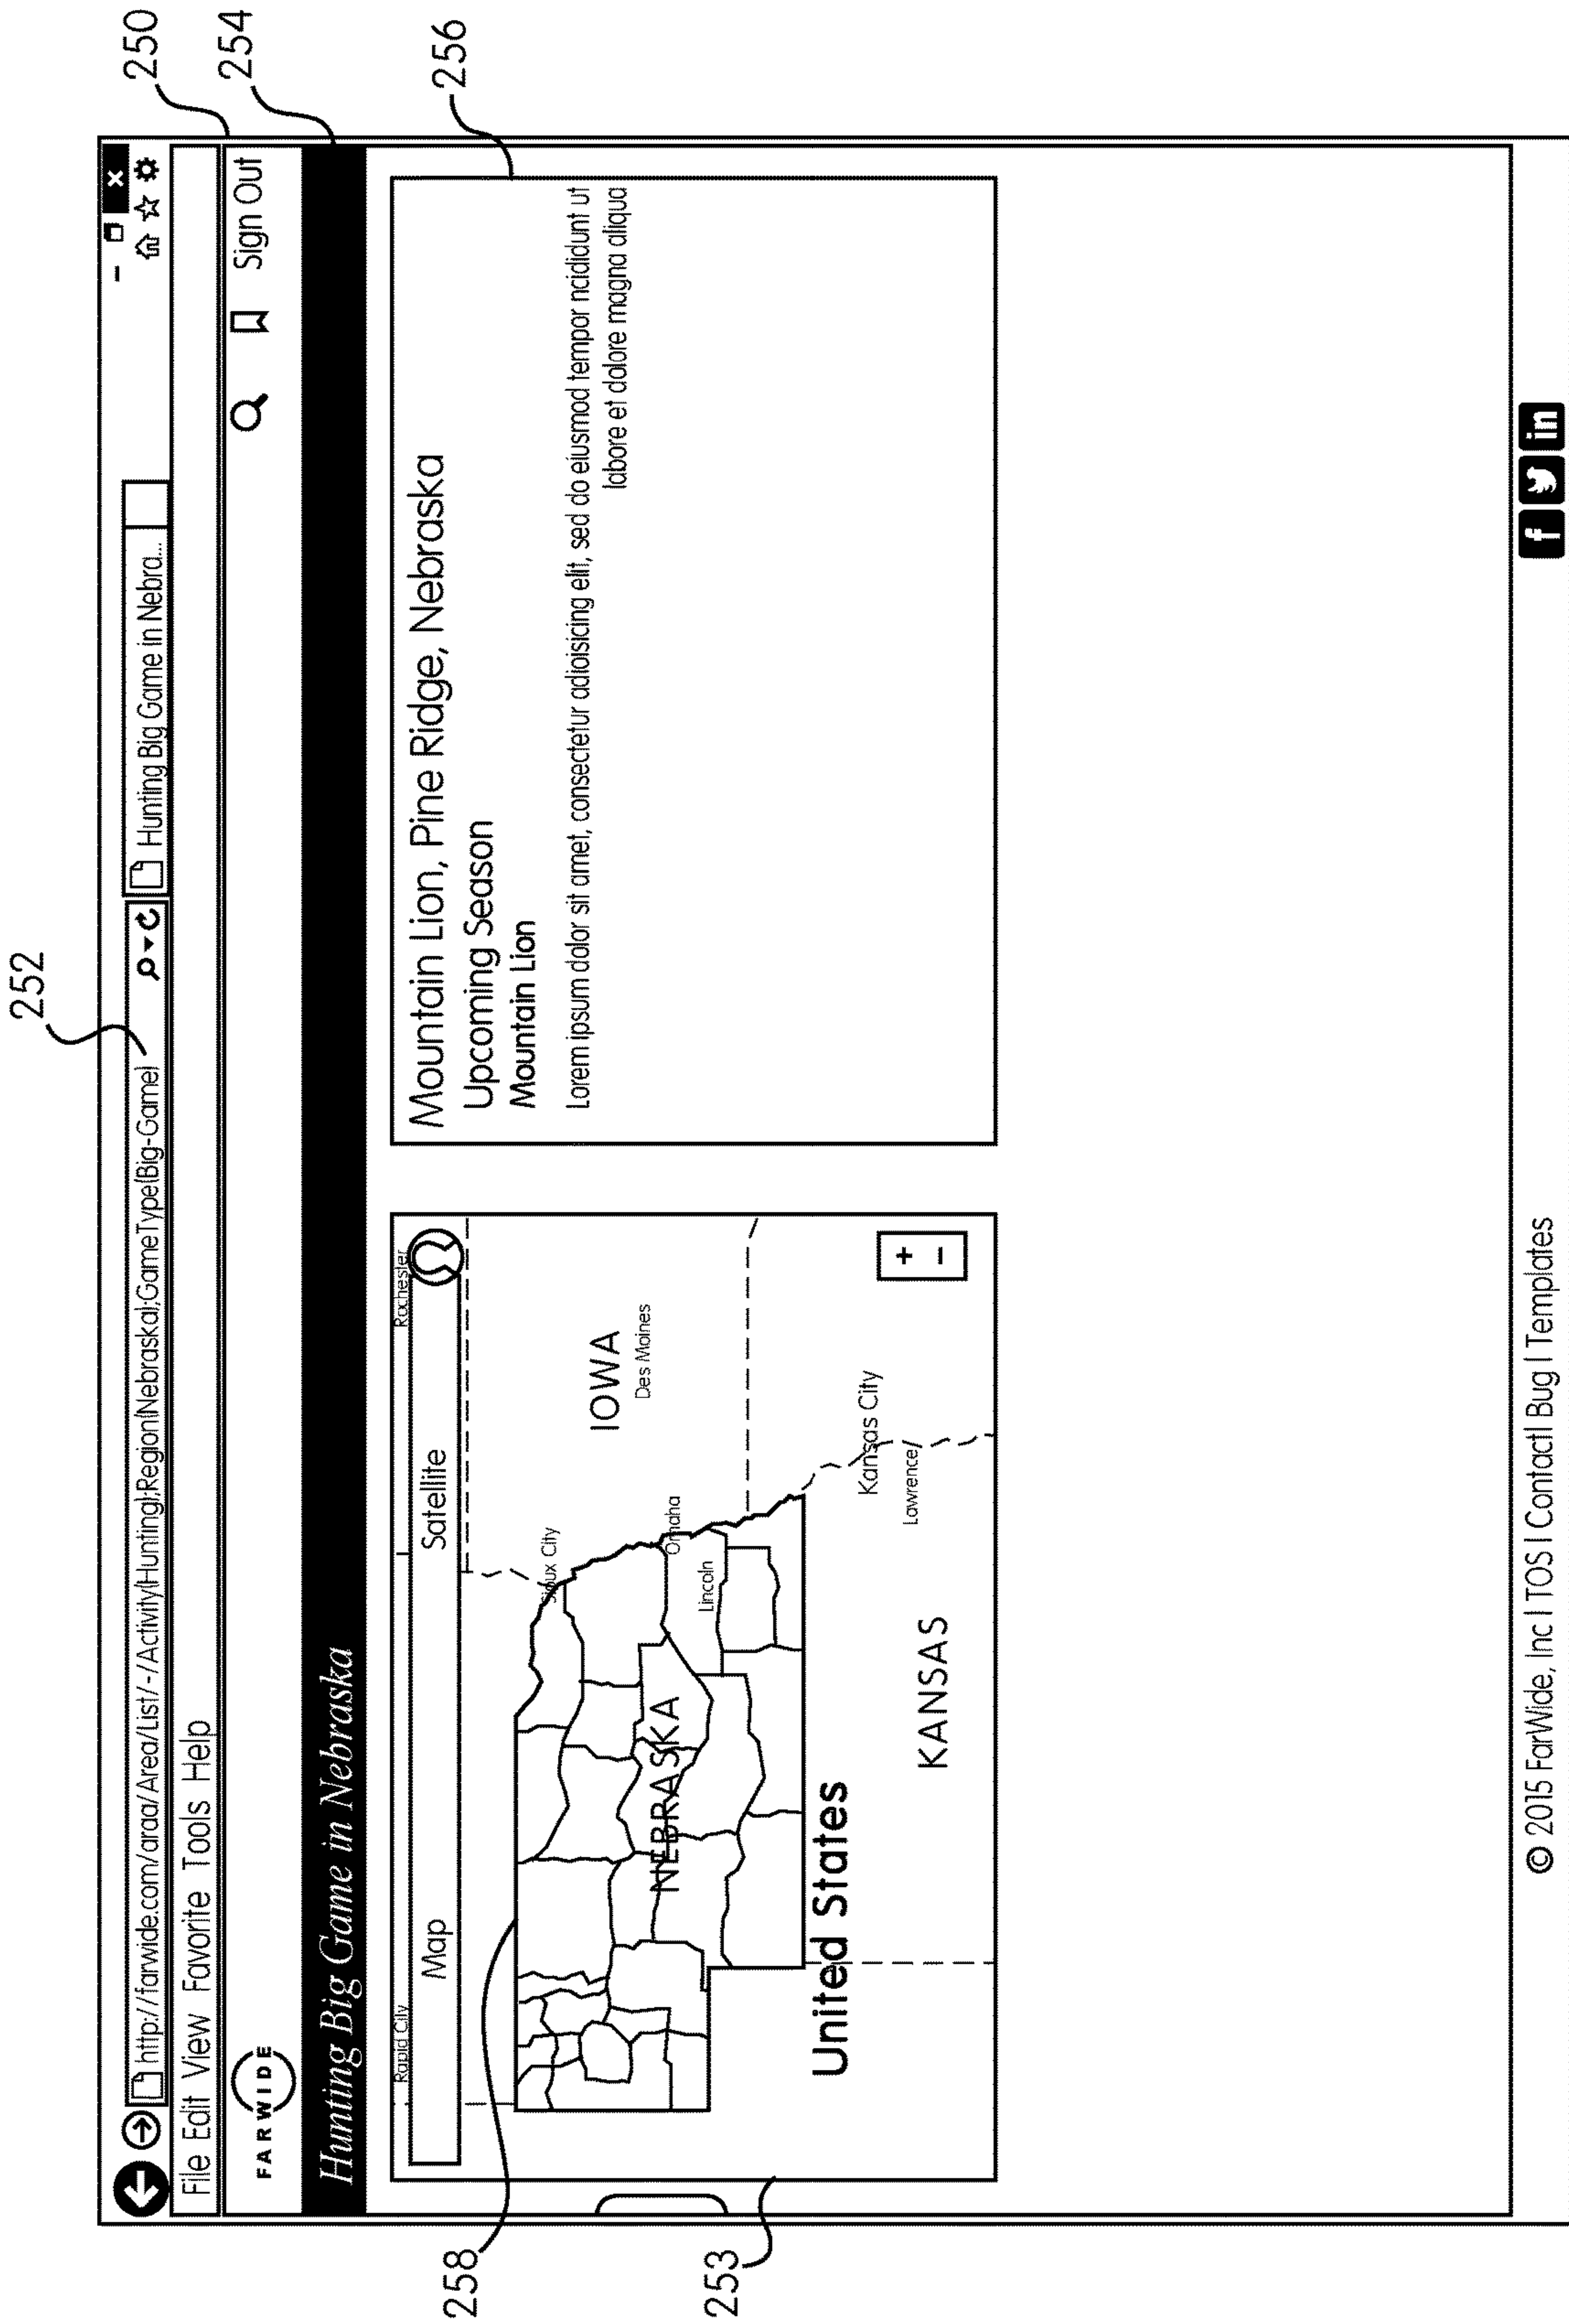 250
254
256
252
http://farwide.com/araa/Area/List/-/Activity(Hunting);Region(Nebraska);GameType(Big-Game)
Hunting Big Game in Nebra...
×
File Edit View Favorite Tools Help
FARWIDE
Sign Out
Hunting Big Game in Nebraska
Rapid City
Rochester
Map
Satellite
Sioux City
IOWA
Des Moines
Omaha
NEBRASKA
Lincoln
United States
Kansas City
Lawrence
KANSAS
+
−
Mountain Lion, Pine Ridge, Nebraska
Upcoming Season
Mountain Lion
Lorem ipsum dolor sit amet, consectetur adioisicing elit, sed do eiusmod tempor ncididunt ut
labore et dolore magna aliqua
258
253
© 2015 FarWide, Inc | TOS | Contact| Bug | Templates
f
in